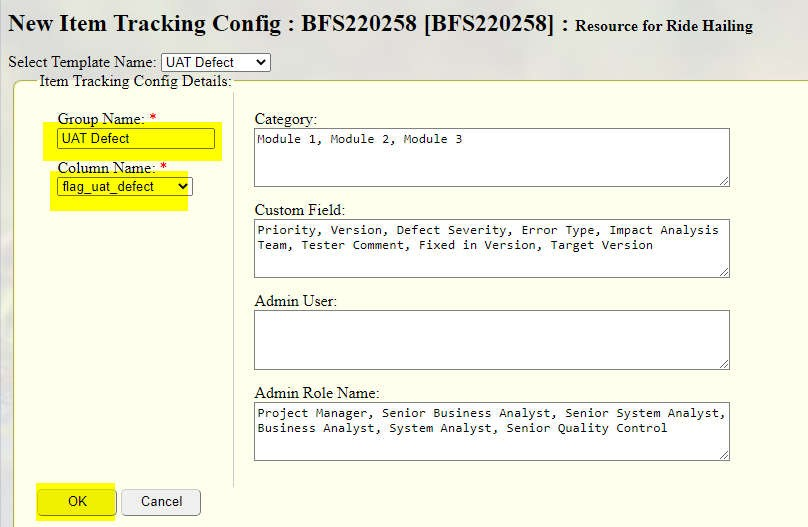 New Item Tracking Config : BFS220258 [BFS220258] : Resource for Ride Hailing
Select Template Name: UAT Defect
Item Tracking Config Details:
Group Name: *
UAT Defect
Column Name: *
flag_uat_defect
Category:
Module 1, Module 2, Module 3
Custom Field:
Priority, Version, Defect Severity, Error Type, Impact Analysis
Team, Tester Comment, Fixed in Version, Target Version
Admin User:
Admin Role Name:
Project Manager, Senior Business Analyst, Senior System Analyst,
Business Analyst, System Analyst, Senior Quality Control
OK Cancel